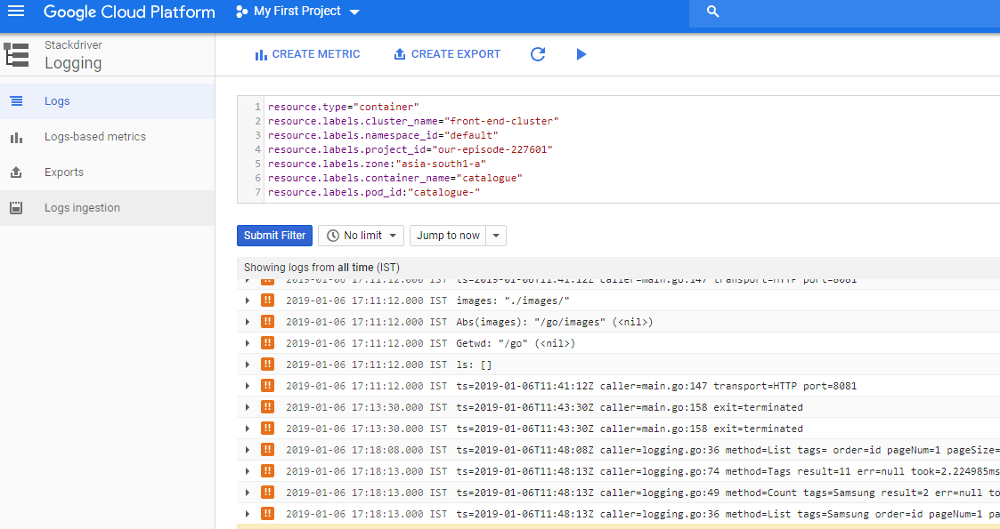 Google Cloud Platform
My First Project
Stackdriver
Logging
CREATE METRIC
CREATE EXPORT
Logs
Logs-based metrics
Exports
Logs ingestion
1 resource.type="container"
2 resource.labels.cluster_name="front-end-cluster"
3 resource.labels.namespace_id="default"
4 resource.labels.project_id="our-episode-227601"
5 resource.labels.zone:"asia-south1-a"
6 resource.labels.container_name="catalogue"
7 resource.labels.pod_id:"catalogue-"
Submit Filter
No limit
Jump to now
Showing logs from all time (IST)
!! 2019-01-06 17:11:12.000 IST ts=2019-01-06T11:41:12Z caller=main.go:147 transport=HTTP port=8081
!! 2019-01-06 17:11:12.000 IST images: "./images/"
!! 2019-01-06 17:11:12.000 IST Abs(images): "/go/images" (<nil>)
!! 2019-01-06 17:11:12.000 IST Getwd: "/go" (<nil>)
!! 2019-01-06 17:11:12.000 IST ls: []
!! 2019-01-06 17:11:12.000 IST ts=2019-01-06T11:41:12Z caller=main.go:147 transport=HTTP port=8081
!! 2019-01-06 17:13:30.000 IST ts=2019-01-06T11:43:30Z caller=main.go:158 exit=terminated
!! 2019-01-06 17:13:30.000 IST ts=2019-01-06T11:43:30Z caller=main.go:158 exit=terminated
!! 2019-01-06 17:18:08.000 IST ts=2019-01-06T11:48:08Z caller=logging.go:36 method=List tags= order=id pageNum=1 pageSize=
!! 2019-01-06 17:18:13.000 IST ts=2019-01-06T11:48:13Z caller=logging.go:74 method=Tags result=11 err=null took=2.224985ms
!! 2019-01-06 17:18:13.000 IST ts=2019-01-06T11:48:13Z caller=logging.go:49 method=Count tags=Samsung result=2 err=null to
!! 2019-01-06 17:18:13.000 IST ts=2019-01-06T11:48:13Z caller=logging.go:36 method=List tags=Samsung order=id pageNum=1 pa